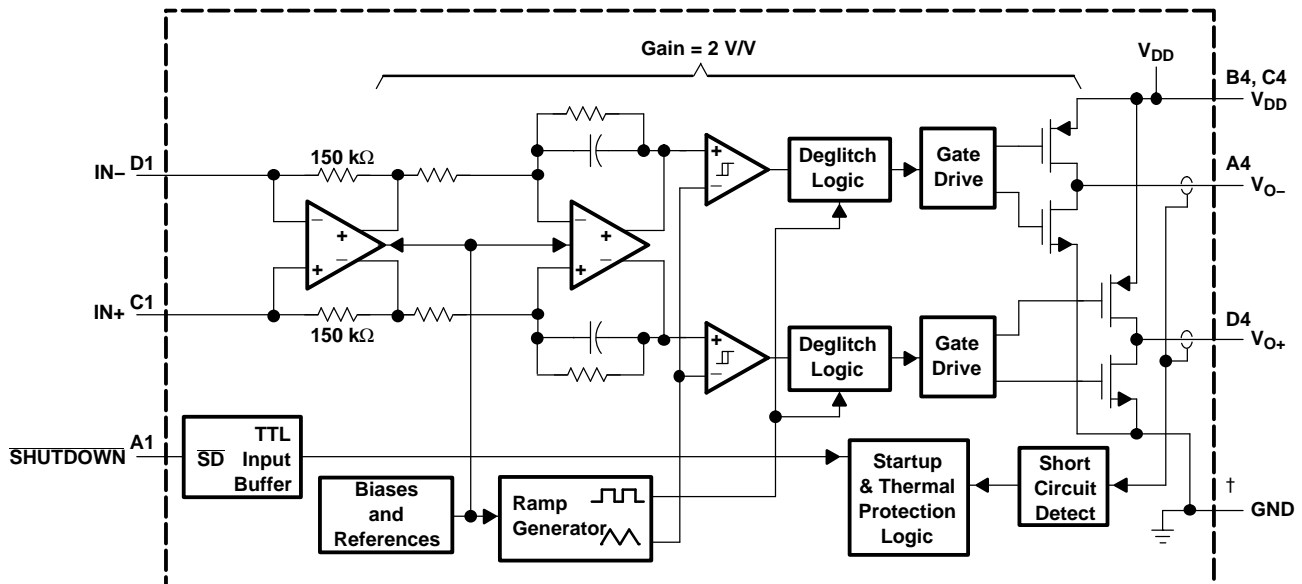 Gain = 2 V/V
VDD
B4, C4
VDD
IN− D1
150 kΩ
+
−
Deglitch
Logic
Gate
Drive
A4
VO−
−
+
−
+
−
+
−
+
IN+ C1
150 kΩ
+
−
Deglitch
Logic
Gate
Drive
D4
VO+
SHUTDOWN A1
SD
TTL
Input
Buffer
Biases
and
References
Ramp
Generator
Startup
& Thermal
Protection
Logic
Short
Circuit
Detect
†
GND